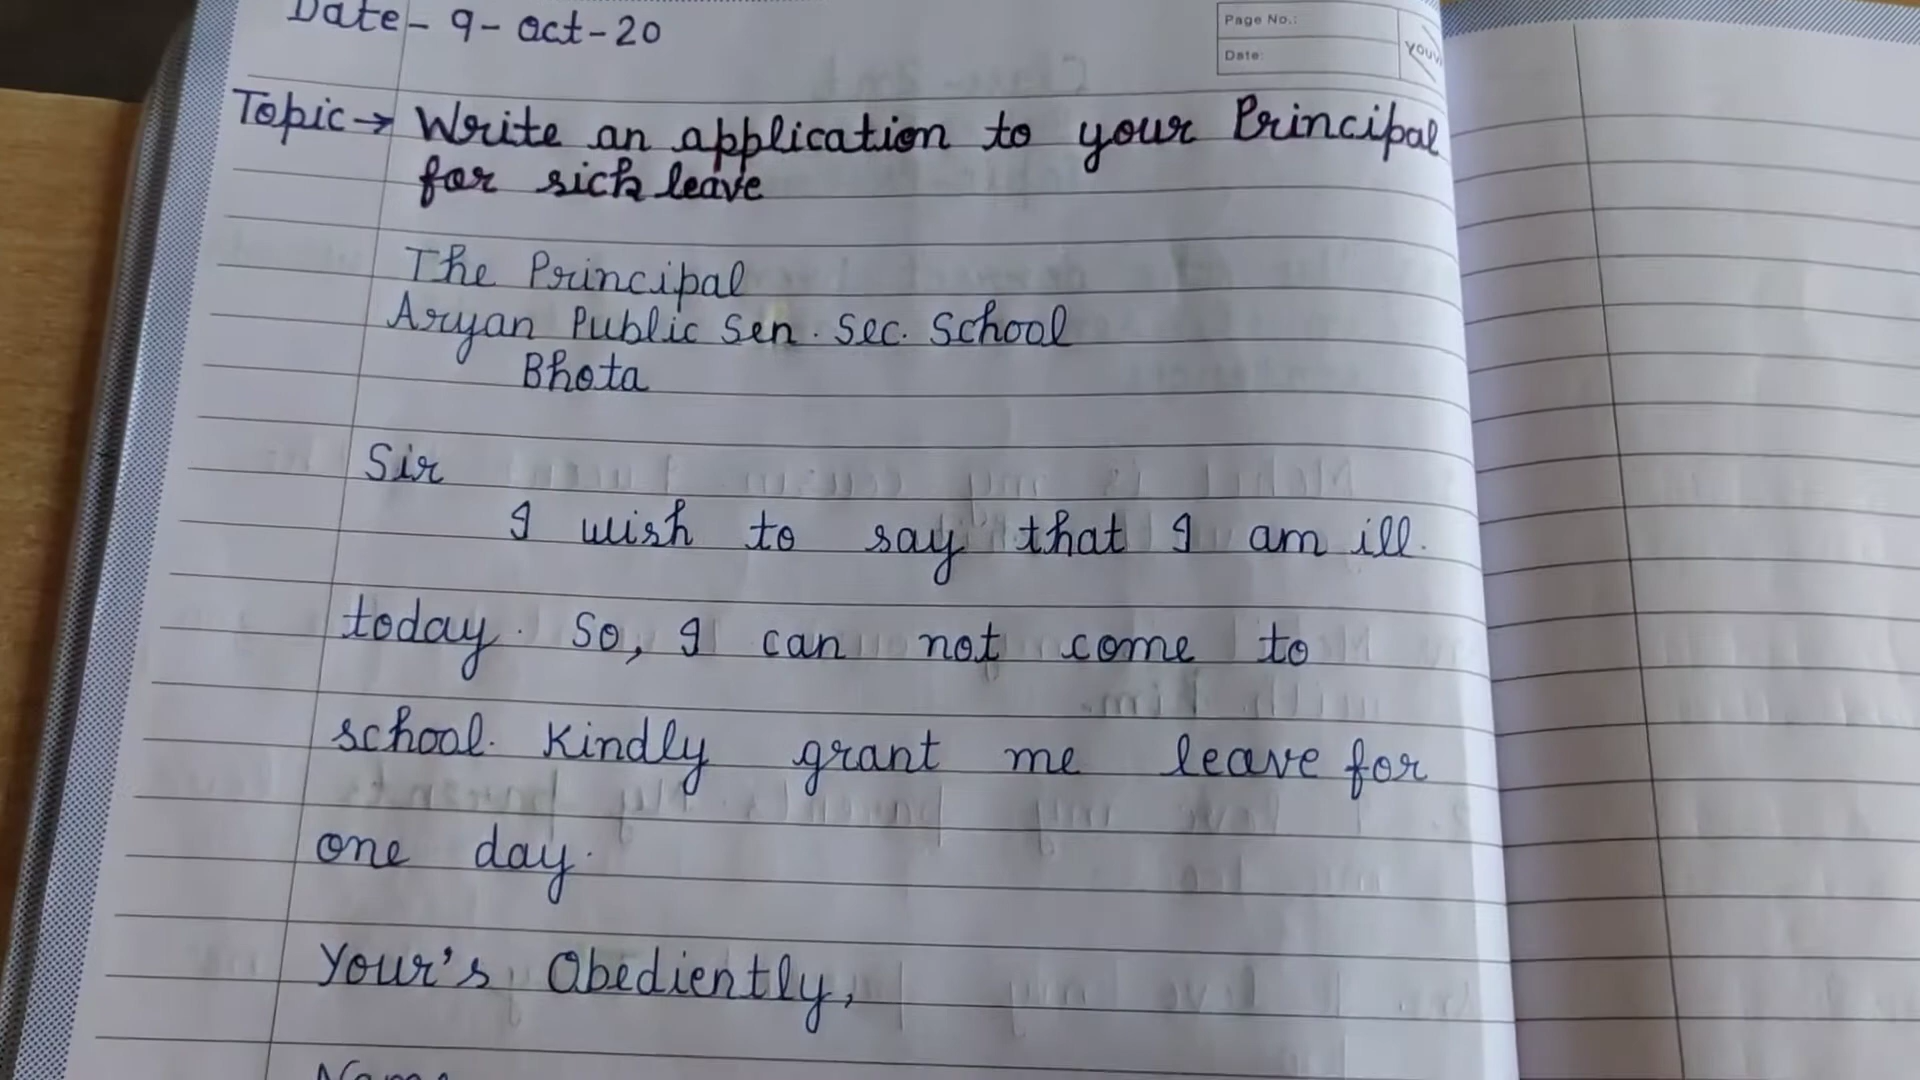 Date - 9 - oct - 20
Page No.:
Date:
YOUV
Topic → Write an application to your Principal
for sick leave
The Principal
Aryan Public Sen. Sec. School
Bhota
Sir
I wish to say that I am ill.
today. So, I can not come to
school. Kindly grant me leave for
one day.
Your's Obediently,
Name